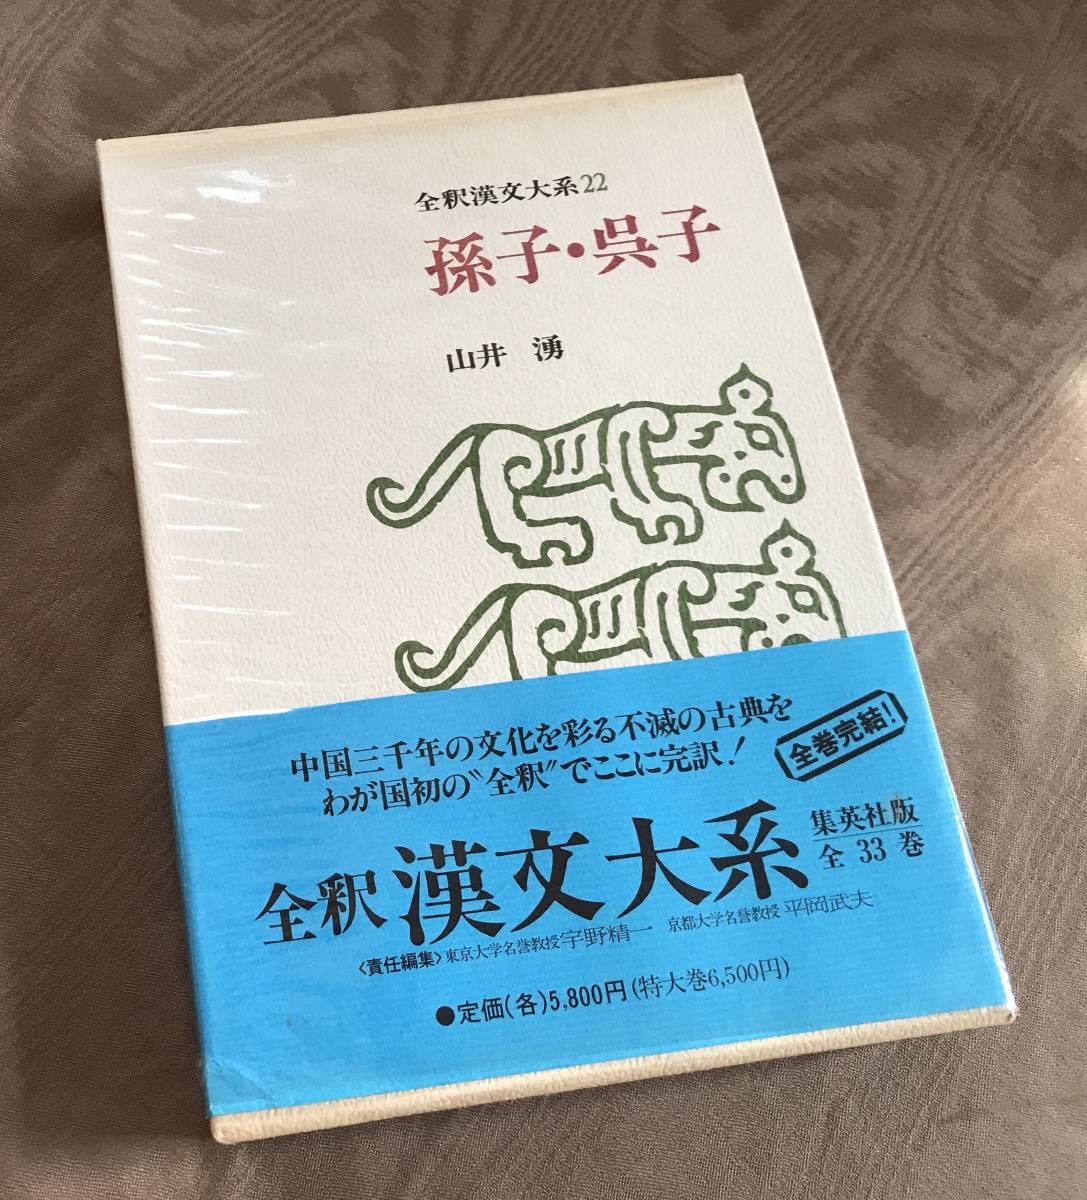 全釈漢文大系22
孫子・呉子
山井 湧
中国三千年の文化を彩る不滅の古典を
わが国初の〝全釈〟でここに完訳!
全巻完結!
全釈 漢文大系
集英社版
全33巻
〈責任編集〉東京大学名誉教授 宇野精一 京都大学名誉教授 平岡武夫
●定価(各)5,800円(特大巻6,500円)